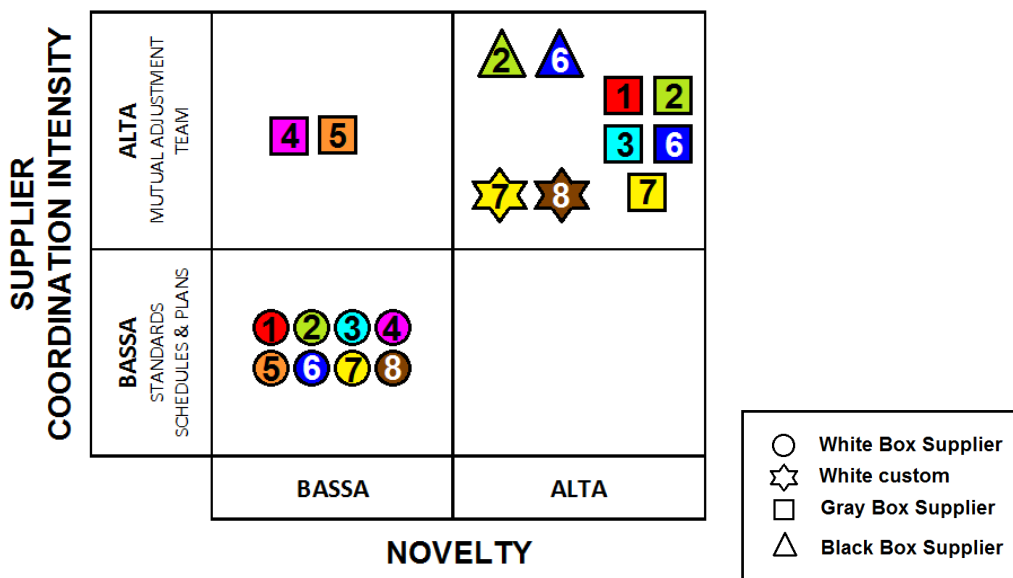 SUPPLIER
COORDINATION INTENSITY
ALTA
MUTUAL ADJUSTMENT
TEAM
2 6
1 2
4 5
3 6
7 8 7
BASSA
STANDARDS
SCHEDULES & PLANS
1 2 3 4
5 6 7 8
BASSA ALTA
NOVELTY
White Box Supplier
White custom
Gray Box Supplier
Black Box Supplier